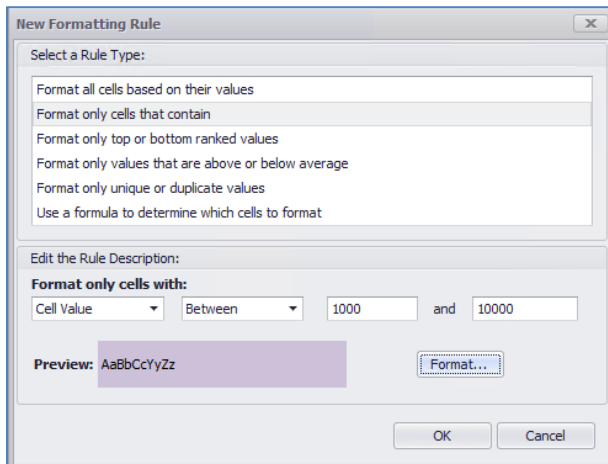 New Formatting Rule
Select a Rule Type:
Format all cells based on their values
Format only cells that contain
Format only top or bottom ranked values
Format only values that are above or below average
Format only unique or duplicate values
Use a formula to determine which cells to format
Edit the Rule Description:
Format only cells with:
Cell Value Between 1000 and 10000
Preview: AaBbCcYyZz Format...
OK Cancel